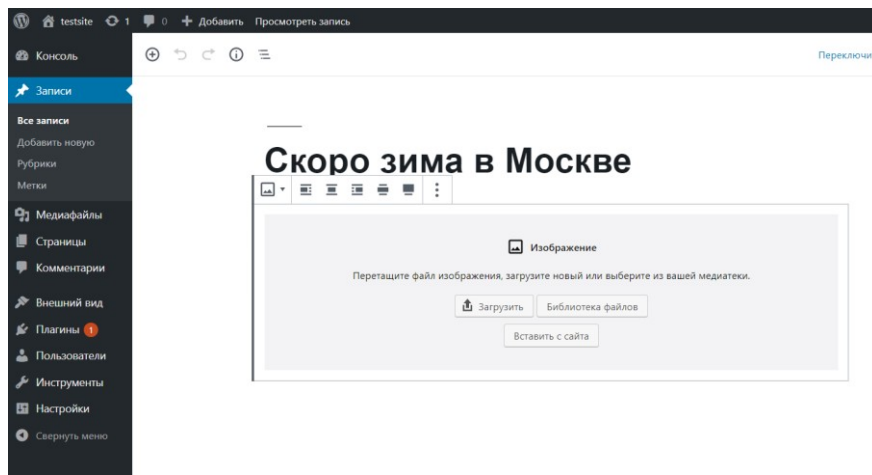 testsite 1 0 Добавить Просмотреть запись
Консоль
Переключи
Записи
Все записи
Добавить новую
Рубрики
Метки
Медиафайлы
Страницы
Комментарии
Внешний вид
Плагины 1
Пользователи
Инструменты
Настройки
Свернуть меню
Скоро зима в Москве
Изображение
Перетащите файл изображения, загрузите новый или выберите из вашей медиатеки.
Загрузить Библиотека файлов
Вставить с сайта